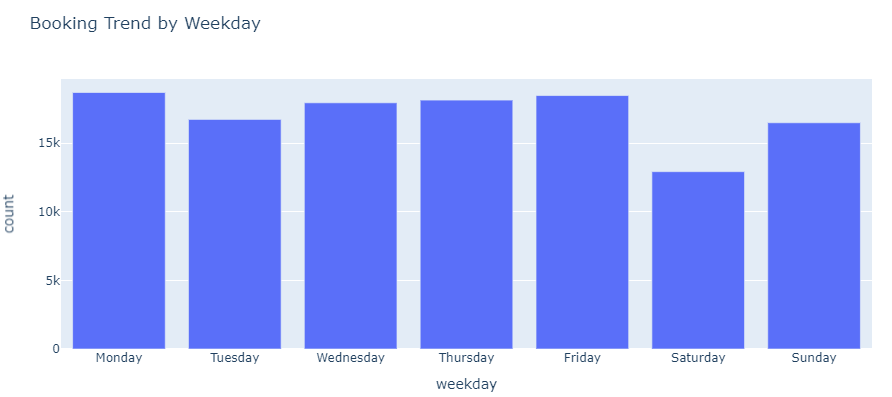 Booking Trend by Weekday
count
15k
10k
5k
0
Monday Tuesday Wednesday Thursday Friday Saturday Sunday
weekday